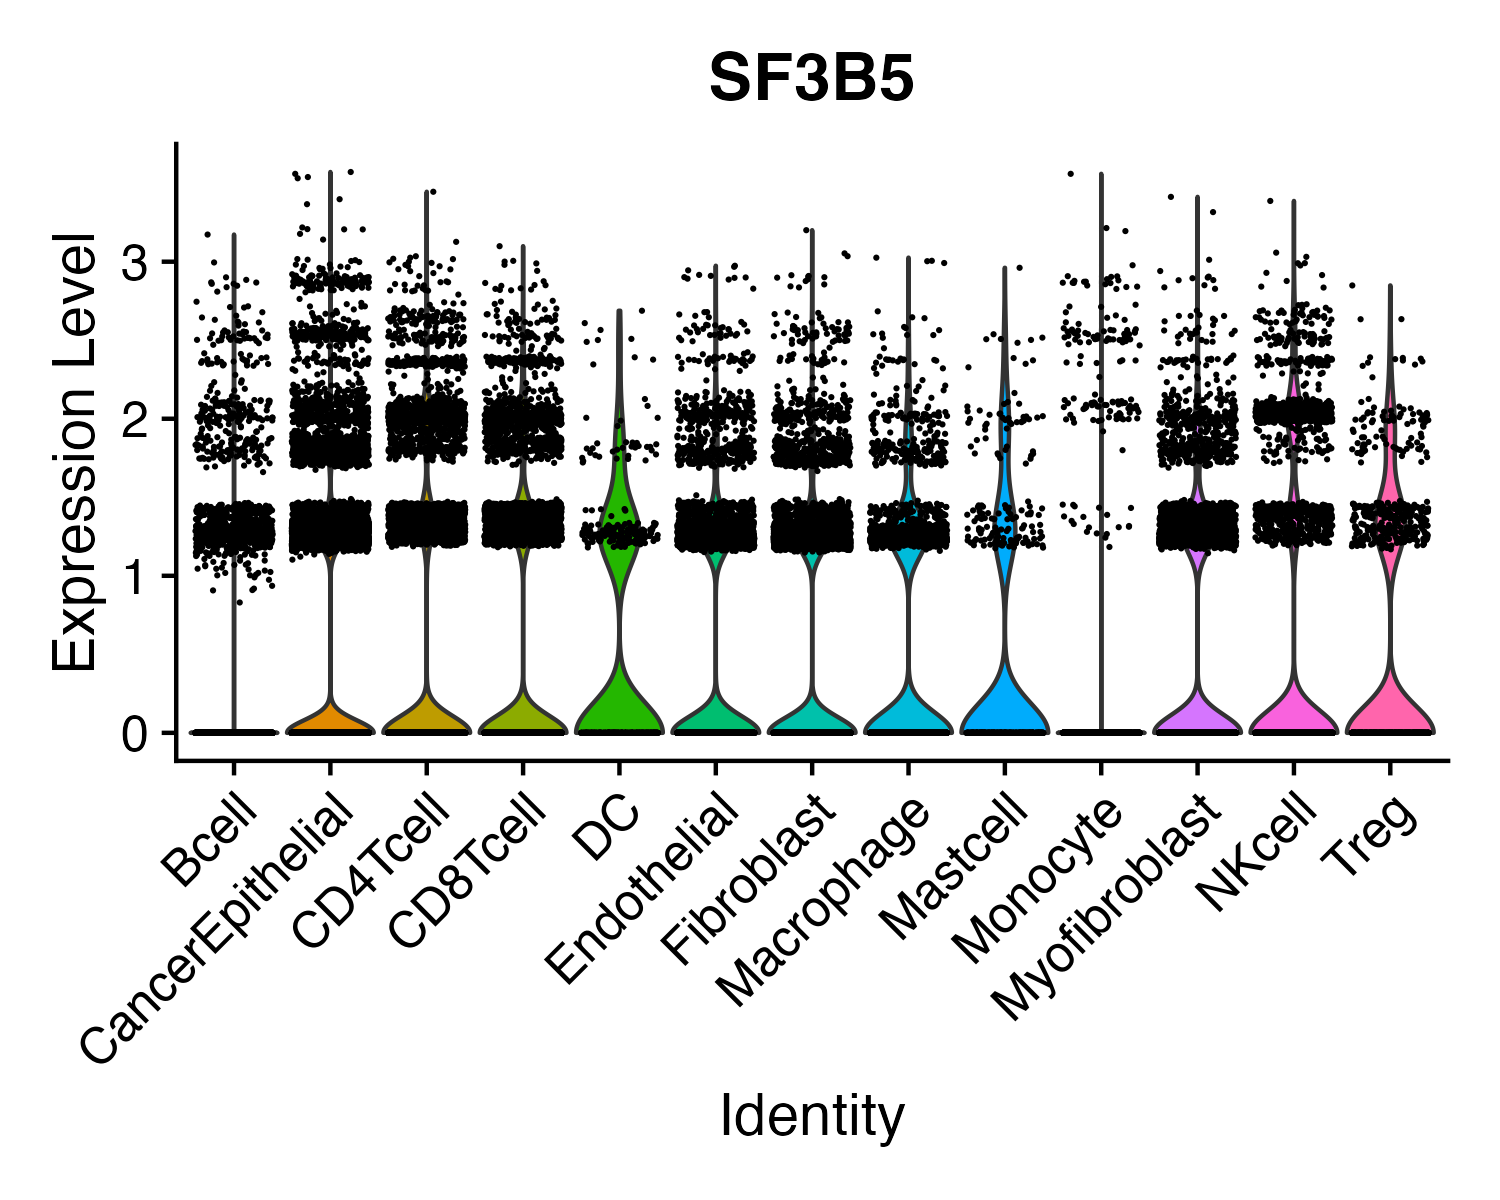 SF3B5
Expression Level
3
2
1
0
Bcell
CancerEpithelial
CD4Tcell
CD8Tcell
DC
Endothelial
Fibroblast
Macrophage
Mastcell
Monocyte
Myofibroblast
NKcell
Treg
Identity